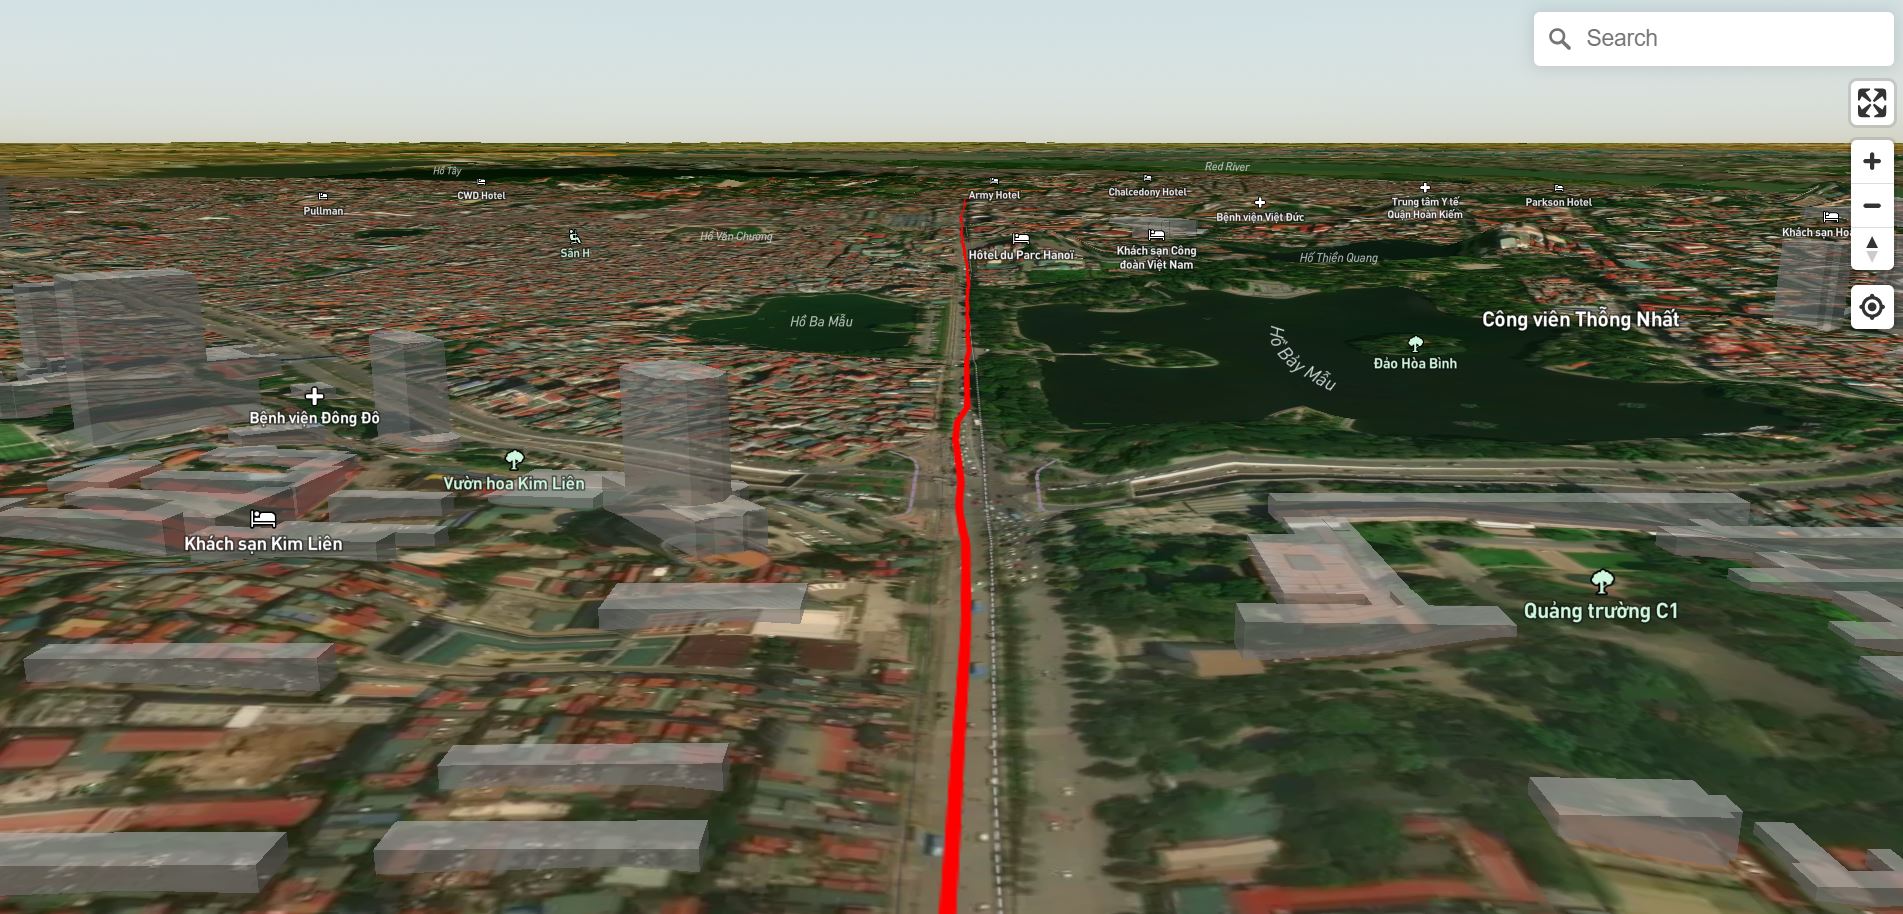 Search
Hồ Tây
Red River
CWD Hotel
Pullman
Army Hotel
Chalcedony Hotel
Bệnh viện Việt Đức
Trung tâm Y tế
Quận Hoàn Kiếm
Parkson Hotel
Khách sạn Hoà
Sân H
Hồ Văn Chương
Hôtel du Parc Hanoï
Khách sạn Công
đoàn Việt Nam
Hồ Thiền Quang
Hồ Ba Mẫu
Hồ Bảy Mẫu
Công viên Thống Nhất
Đảo Hòa Bình
Bệnh viện Đông Đô
Vườn hoa Kim Liên
Khách sạn Kim Liên
Quảng trường C1